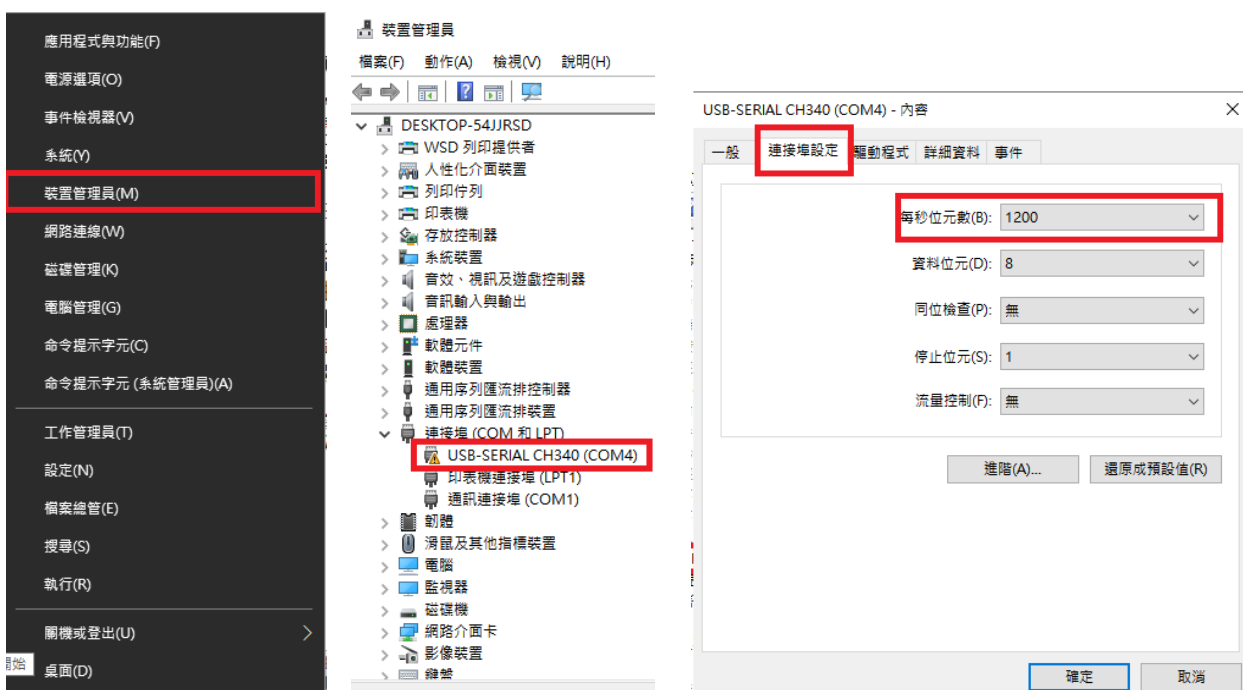 應用程式與功能(F)
電源選項(O)
事件檢視器(V)
系統(Y)
裝置管理員(M)
網路連線(W)
磁碟管理(K)
電腦管理(G)
命令提示字元(C)
命令提示字元 (系統管理員)(A)
工作管理員(T)
設定(N)
檔案總管(E)
搜尋(S)
執行(R)
關機或登出(U)
桌面(D)
裝置管理員
檔案(F) 動作(A) 檢視(V) 說明(H)
DESKTOP-54JJRSD
WSD 列印提供者
人性化介面裝置
列印佇列
印表機
存放控制器
系統裝置
音效、視訊及遊戲控制器
音訊輸入與輸出
處理器
軟體元件
軟體裝置
通用序列匯流排控制器
通用序列匯流排裝置
連接埠 (COM 和 LPT)
USB-SERIAL CH340 (COM4)
印表機連接埠 (LPT1)
通訊連接埠 (COM1)
韌體
滑鼠及其他指標裝置
電腦
監視器
磁碟機
網路介面卡
影像裝置
鍵盤
USB-SERIAL CH340 (COM4) - 內容
一般 連接埠設定 驅動程式 詳細資料 事件
每秒位元數(B): 1200
資料位元(D): 8
同位檢查(P): 無
停止位元(S): 1
流量控制(F): 無
進階(A)... 還原成預設值(R)
確定 取消